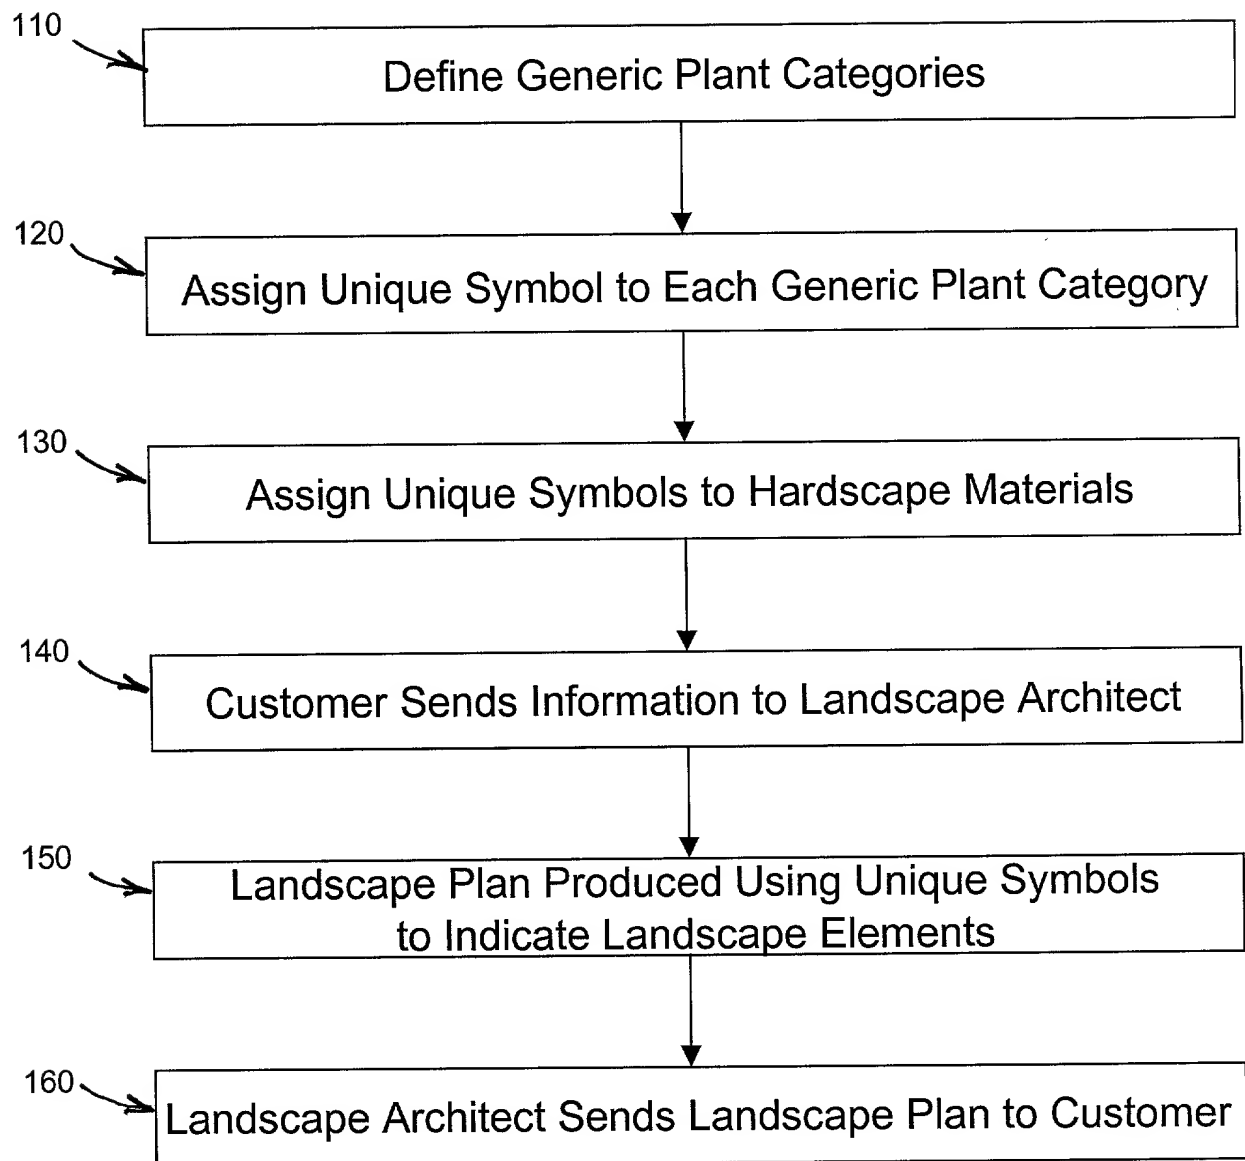 110
Define Generic Plant Categories
120
Assign Unique Symbol to Each Generic Plant Category
130
Assign Unique Symbols to Hardscape Materials
140
Customer Sends Information to Landscape Architect
150
Landscape Plan Produced Using Unique Symbols
to Indicate Landscape Elements
160
Landscape Architect Sends Landscape Plan to Customer